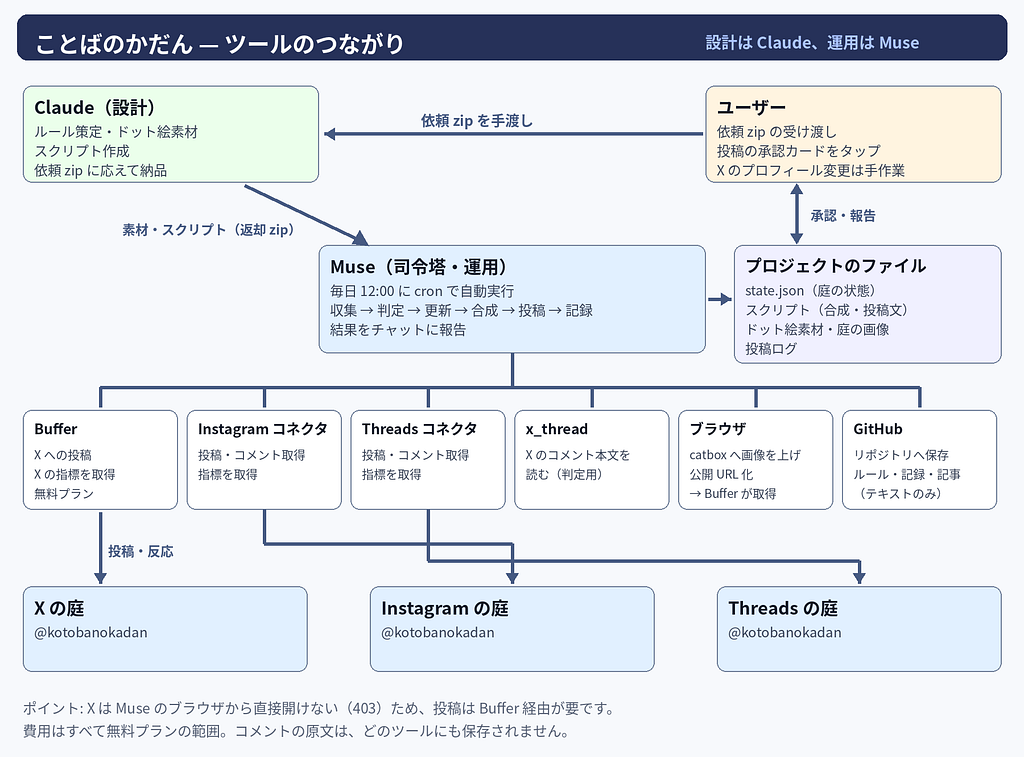 ことばのかだん — ツールのつながり
設計は Claude、運用は Muse
Claude（設計）
ルール策定・ドット絵素材
スクリプト作成
依頼 zip に応えて納品
依頼 zip を手渡し
ユーザー
依頼 zip の受け渡し
投稿の承認カードをタップ
X のプロフィール変更は手作業
素材・スクリプト（返却 zip）
承認・報告
Muse（司令塔・運用）
毎日 12:00 に cron で自動実行
収集 → 判定 → 更新 → 合成 → 投稿 → 記録
結果をチャットに報告
プロジェクトのファイル
state.json（庭の状態）
スクリプト（合成・投稿文）
ドット絵素材・庭の画像
投稿ログ
Buffer
X への投稿
X の指標を取得
無料プラン
Instagram コネクタ
投稿・コメント取得
指標を取得
Threads コネクタ
投稿・コメント取得
指標を取得
x_thread
X のコメント本文を
読む（判定用）
ブラウザ
catbox へ画像を上げ
公開 URL 化
→ Buffer が取得
GitHub
リポジトリへ保存
ルール・記録・記事
（テキストのみ）
投稿・反応
X の庭
@kotobanokadan
Instagram の庭
@kotobanokadan
Threads の庭
@kotobanokadan
ポイント: X は Muse のブラウザから直接開けない（403）ため、投稿は Buffer 経由が要です。
費用はすべて無料プランの範囲。コメントの原文は、どのツールにも保存されません。